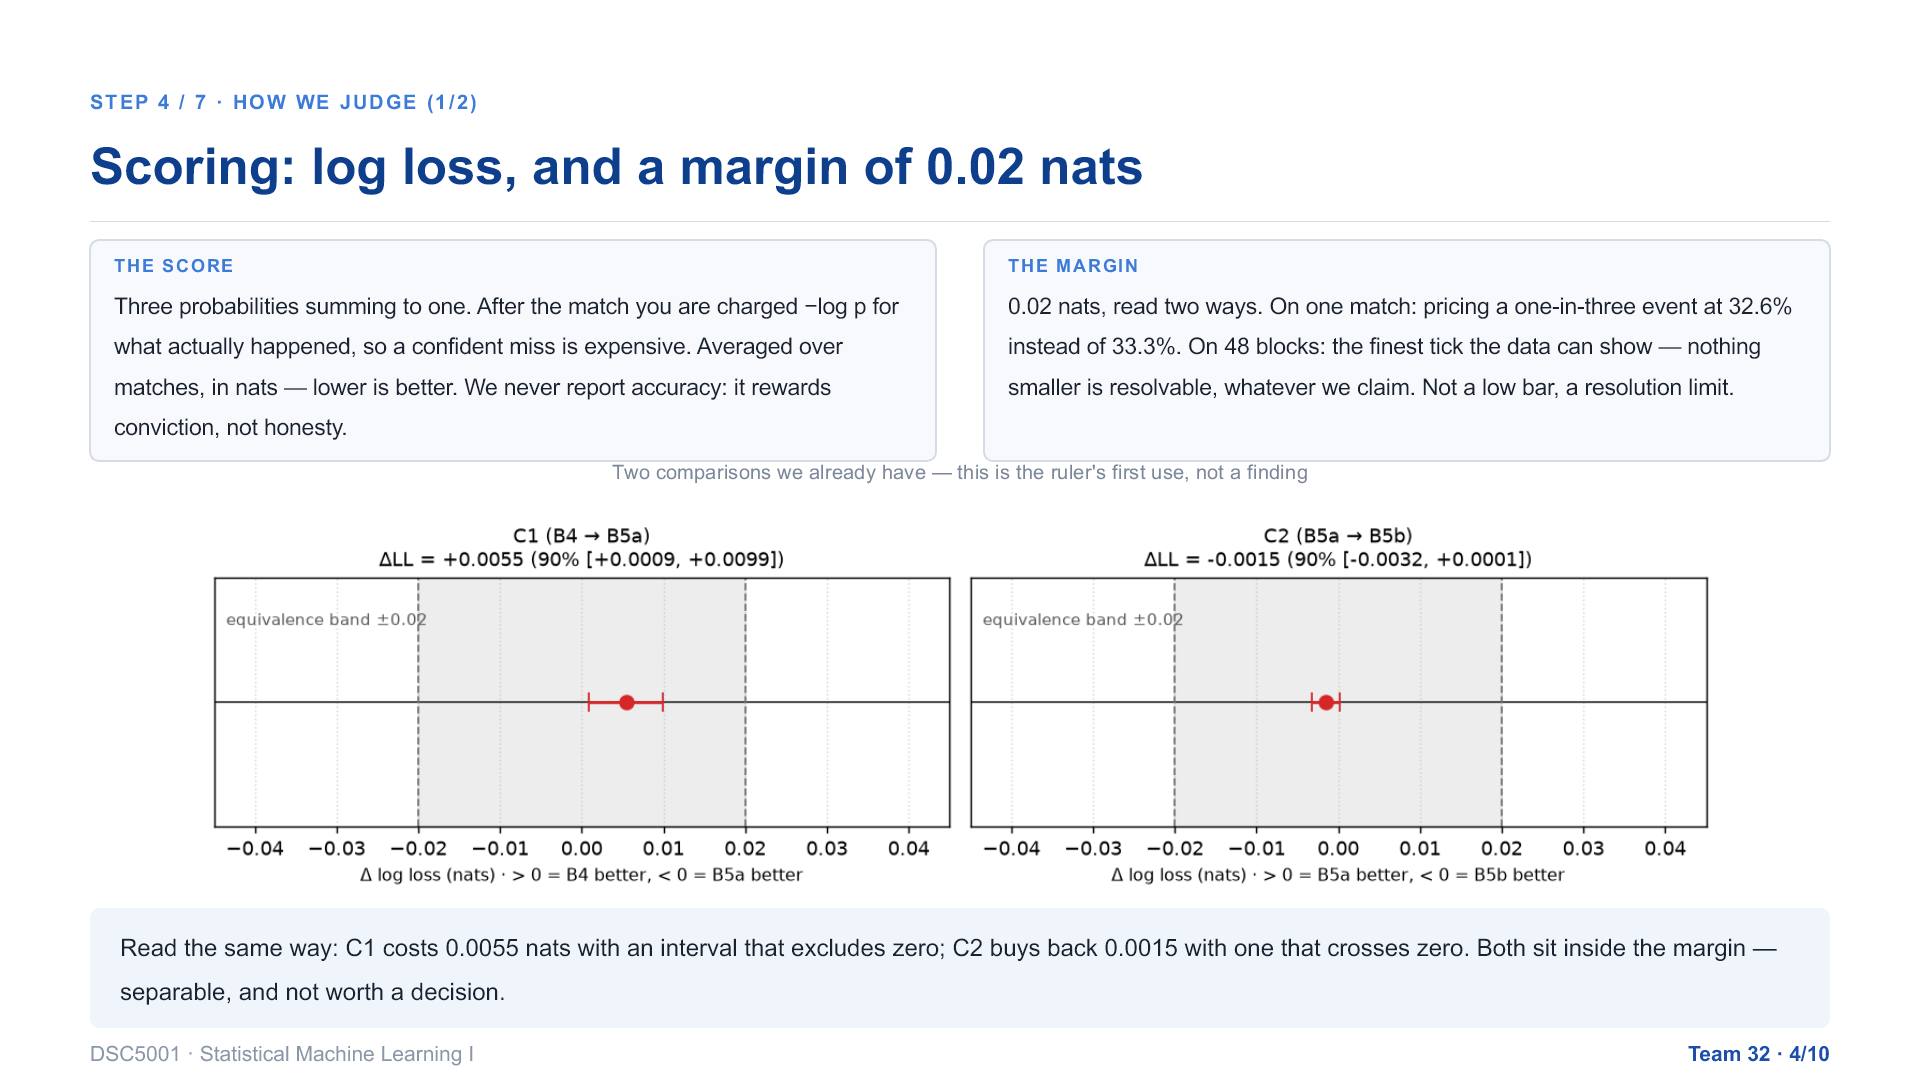 STEP 4 / 7 · HOW WE JUDGE (1/2)
Scoring: log loss, and a margin of 0.02 nats
THE SCORE
Three probabilities summing to one. After the match you are charged −log p for
what actually happened, so a confident miss is expensive. Averaged over
matches, in nats — lower is better. We never report accuracy: it rewards
conviction, not honesty.
THE MARGIN
0.02 nats, read two ways. On one match: pricing a one-in-three event at 32.6%
instead of 33.3%. On 48 blocks: the finest tick the data can show — nothing
smaller is resolvable, whatever we claim. Not a low bar, a resolution limit.
Two comparisons we already have — this is the ruler's first use, not a finding
C1 (B4 → B5a)
ΔLL = +0.0055 (90% [+0.0009, +0.0099])
equivalence band ±0.02
−0.04 −0.03 −0.02 −0.01 0.00 0.01 0.02 0.03 0.04
Δ log loss (nats) · > 0 = B4 better, < 0 = B5a better
C2 (B5a → B5b)
ΔLL = -0.0015 (90% [-0.0032, +0.0001])
equivalence band ±0.02
−0.04 −0.03 −0.02 −0.01 0.00 0.01 0.02 0.03 0.04
Δ log loss (nats) · > 0 = B5a better, < 0 = B5b better
Read the same way: C1 costs 0.0055 nats with an interval that excludes zero; C2 buys back 0.0015 with one that crosses zero. Both sit inside the margin —
separable, and not worth a decision.
DSC5001 · Statistical Machine Learning I
Team 32 · 4/10